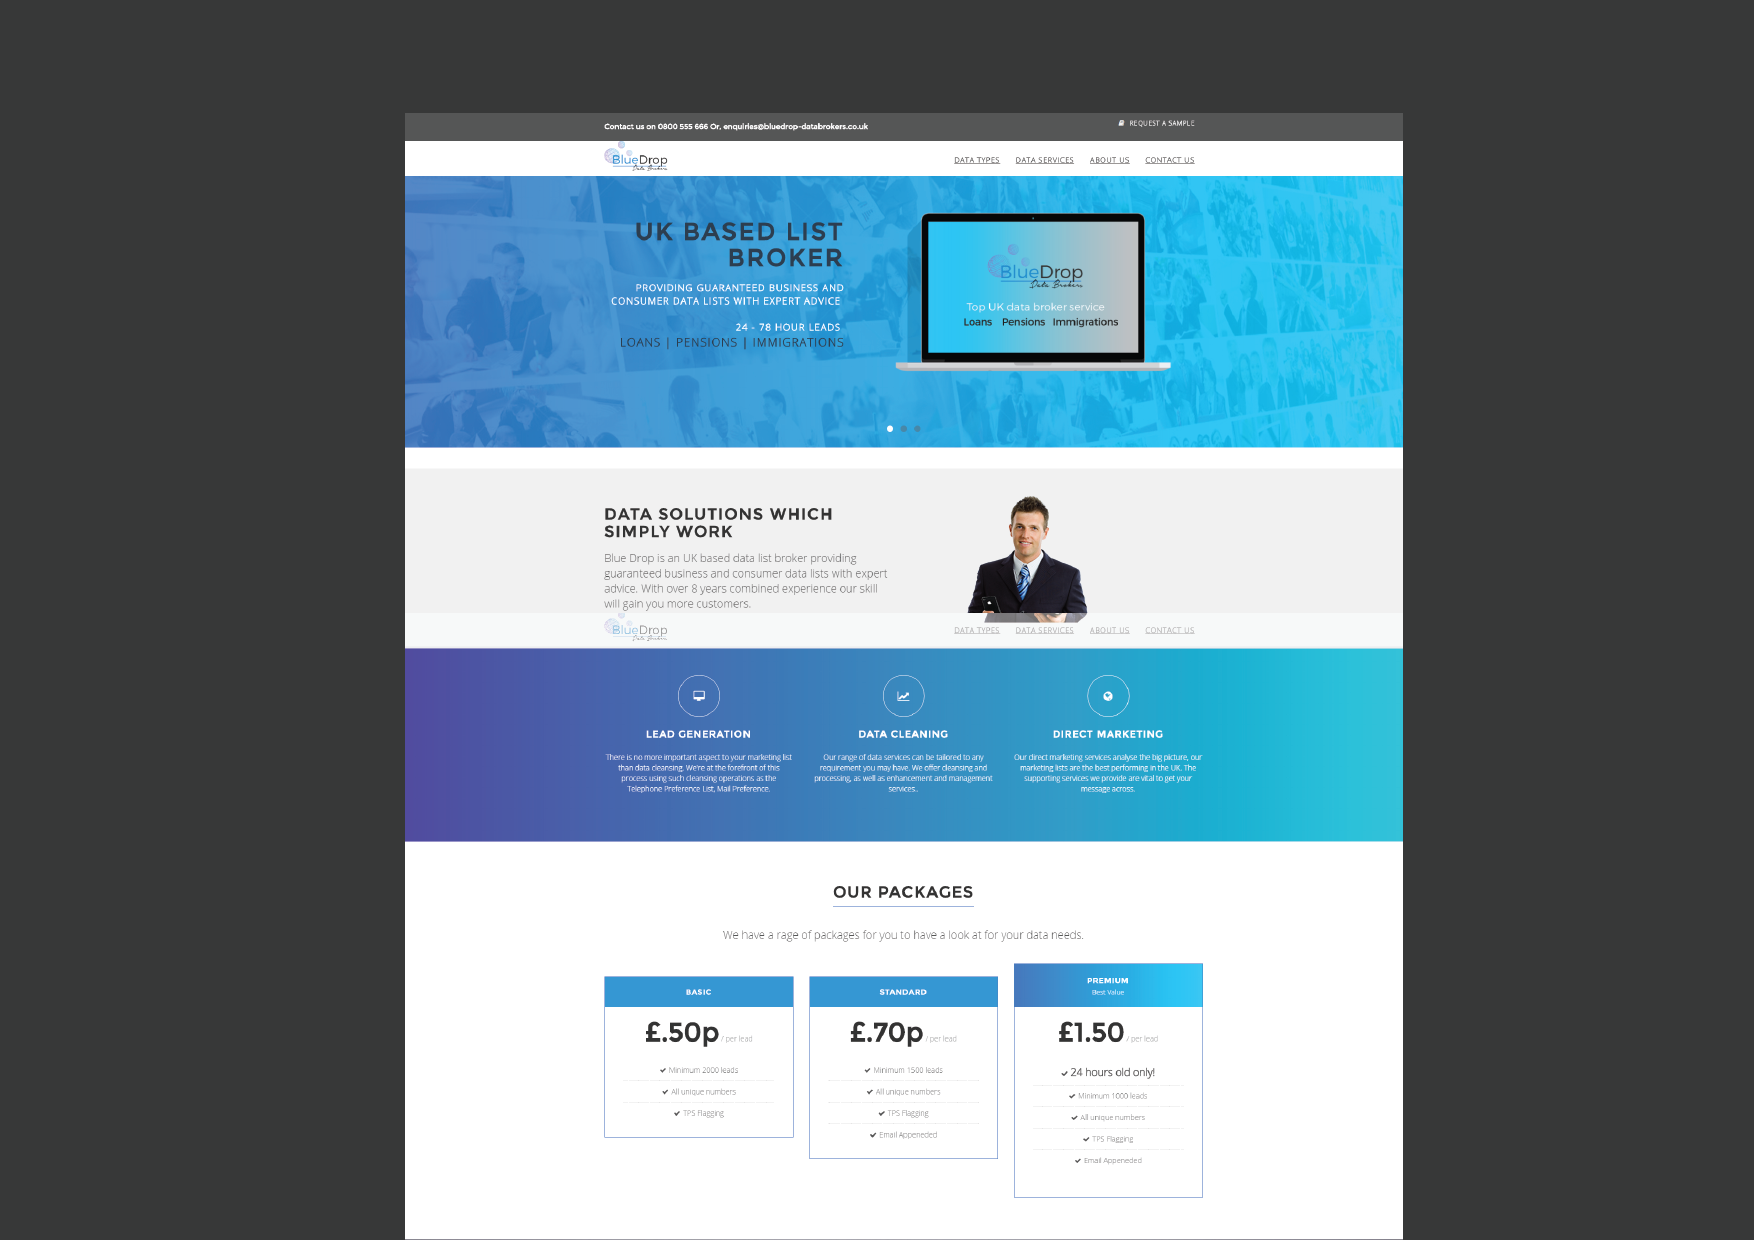 Contact us on 0800 555 666 Or, enquiries@bluedrop-databrokers.co.uk
REQUEST A SAMPLE
BlueDrop
Data Brokers
DATA TYPES DATA SERVICES ABOUT US CONTACT US
UK BASED LIST
BROKER
PROVIDING GUARANTEED BUSINESS AND
CONSUMER DATA LISTS WITH EXPERT ADVICE
24 - 78 HOUR LEADS
LOANS | PENSIONS | IMMIGRATIONS
BlueDrop
Data Brokers
Top UK data broker service
Loans Pensions Immigrations
DATA SOLUTIONS WHICH
SIMPLY WORK
Blue Drop is an UK based data list broker providing
guaranteed business and consumer data lists with expert
advice. With over 8 years combined experience our skill
will gain you more customers.
BlueDrop
Data Brokers
DATA TYPES DATA SERVICES ABOUT US CONTACT US
LEAD GENERATION
There is no more important aspect to your marketing list
than data cleansing. We're at the forefront of this
process using such cleansing operations as the
Telephone Preference List, Mail Preference.
DATA CLEANING
Our range of data services can be tailored to any
requirement you may have. We offer cleansing and
processing, as well as enhancement and management
services..
DIRECT MARKETING
Our direct marketing services analyse the big picture, our
marketing lists are the best performing in the UK. The
supporting services we provide are vital to get your
message across.
OUR PACKAGES
We have a rage of packages for you to have a look at for your data needs.
BASIC
£.50p / per lead
Minimum 2000 leads
All unique numbers
TPS Flagging
STANDARD
£.70p / per lead
Minimum 1500 leads
All unique numbers
TPS Flagging
Email Appeneded
PREMIUM
Best Value
£1.50 / per lead
24 hours old only!
Minimum 1000 leads
All unique numbers
TPS Flagging
Email Appeneded